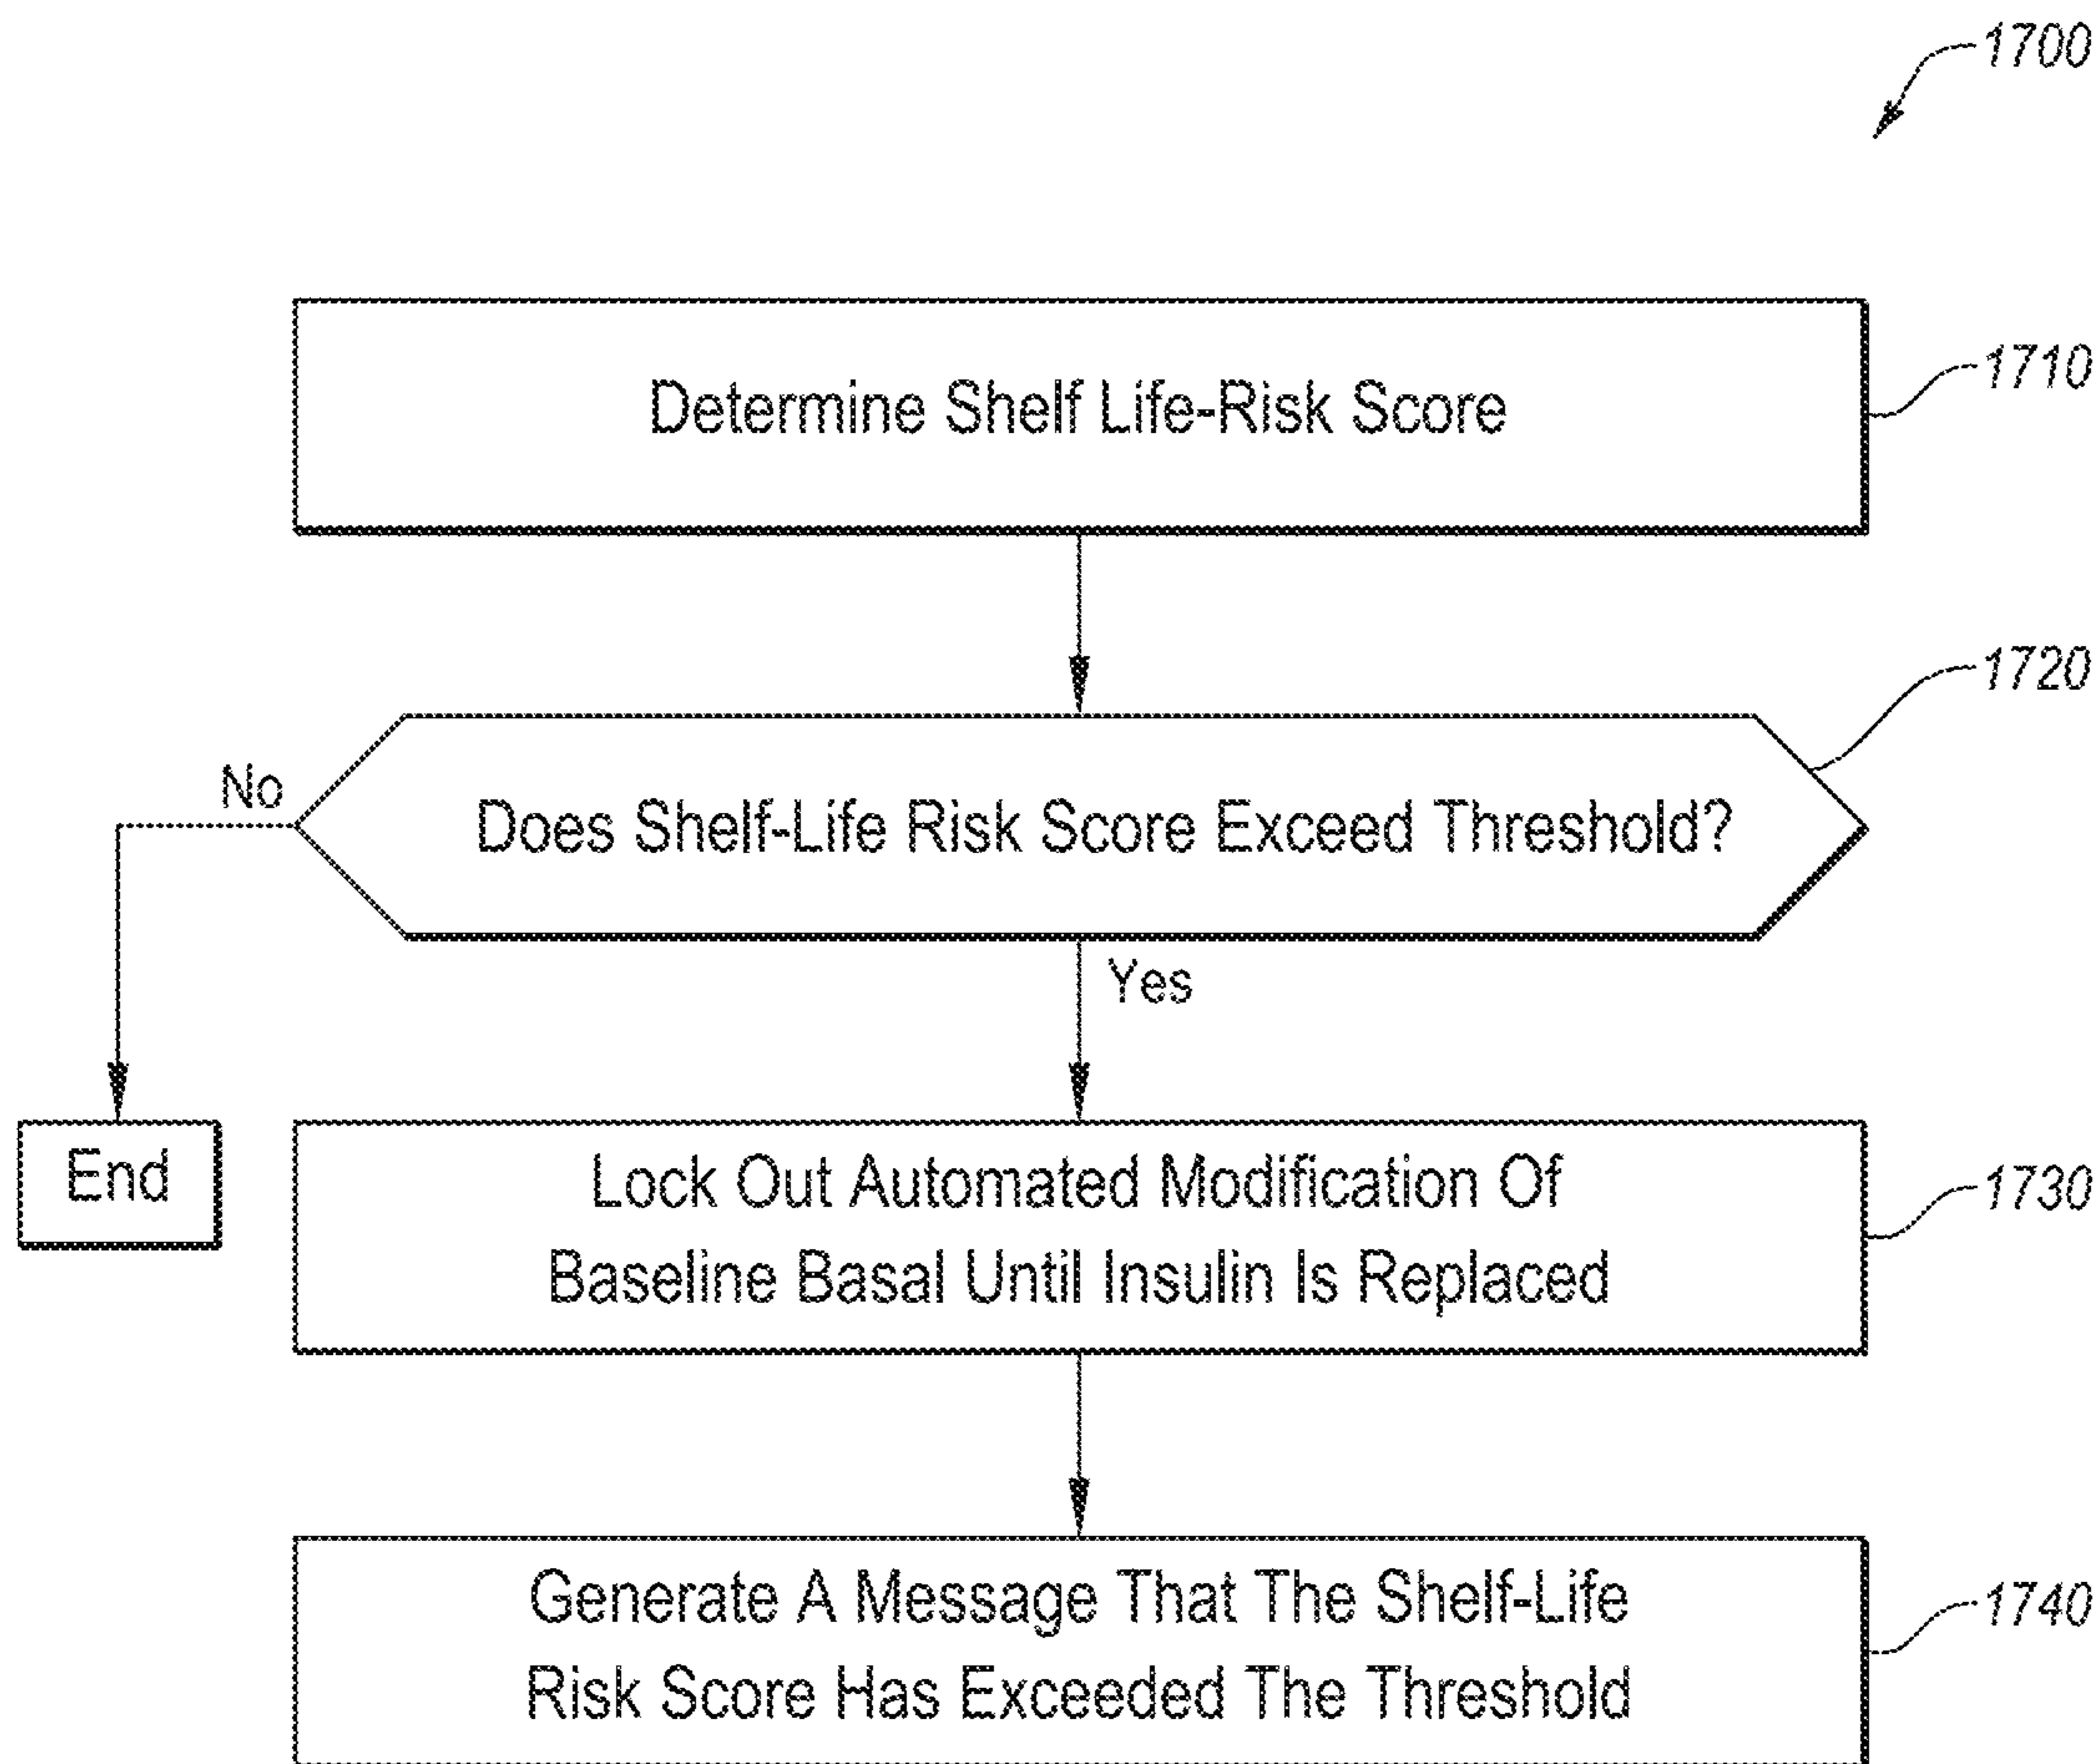 1700
Determine Shelf Life-Risk Score
1710
1720
No
Does Shelf-Life Risk Score Exceed Threshold?
Yes
End
Lock Out Automated Modification Of
Baseline Basal Until Insulin Is Replaced
1730
Generate A Message That The Shelf-Life
Risk Score Has Exceeded The Threshold
1740